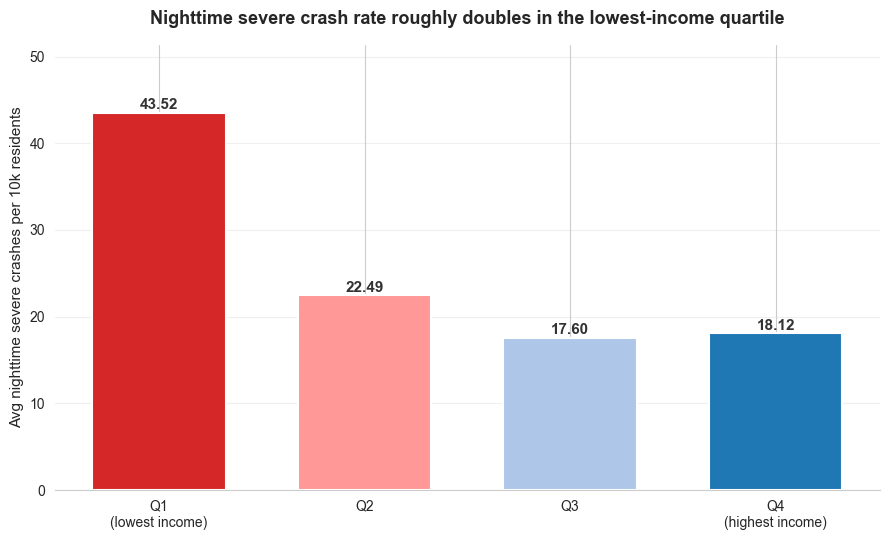 Nighttime severe crash rate roughly doubles in the lowest-income quartile
Avg nighttime severe crashes per 10k residents
50
40
30
20
10
0
43.52
22.49
17.60
18.12
Q1
(lowest income)
Q2
Q3
Q4
(highest income)